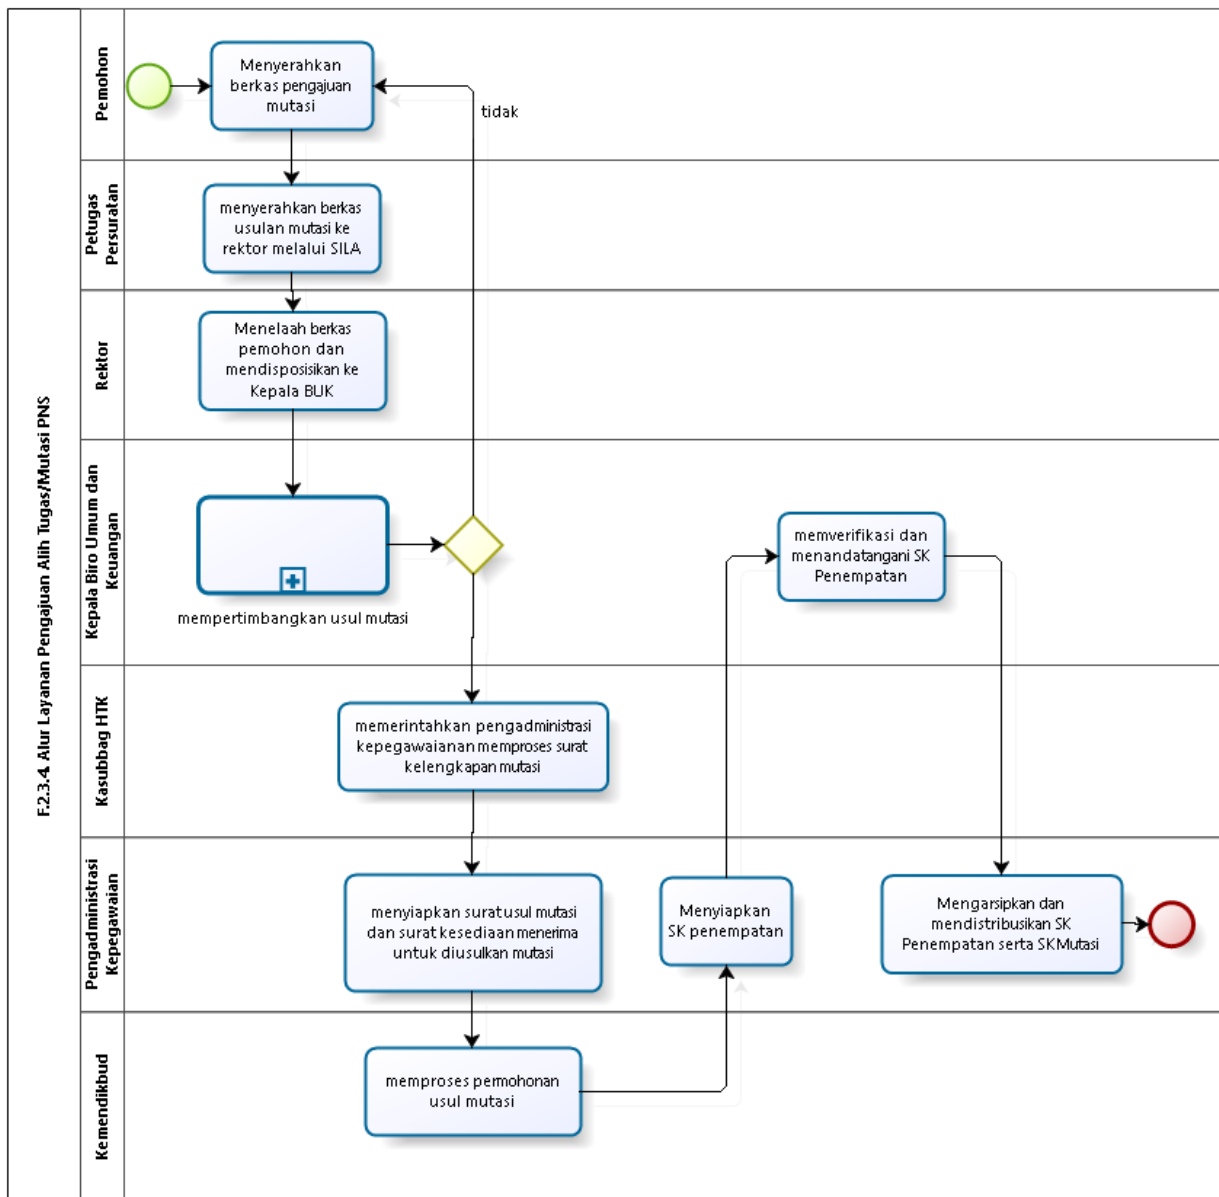 F.2.3.4. Alur Layanan Pengajuan Alih Tugas/Mutasi PNS
Pemohon
Menyerahkan
berkas pengajuan
mutasi
tidak
Petugas
Persuratan
menyerahkan berkas
usulan mutasi ke
rektor melalui SILA
Rektor
Menelaah berkas
pemohon dan
mendisposisikan ke
Kepala BUK
Kepala Biro Umum dan
Keuangan
mempertimbangkan usul mutasi
memverifikasi dan
menandatangani SK
Penempatan
Kasubbag HTK
memerintahkan pengadministrasi
kepegawaianan memproses surat
kelengkapan mutasi
Pengadministrasi
Kepegawaian
menyiapkan surat usul mutasi
dan surat kesediaan menerima
untuk diusulkan mutasi
Menyiapkan
SK penempatan
Mengarsipkan dan
mendistribusikan SK
Penempatan serta SK Mutasi
Kemendikbud
memproses permohonan
usul mutasi